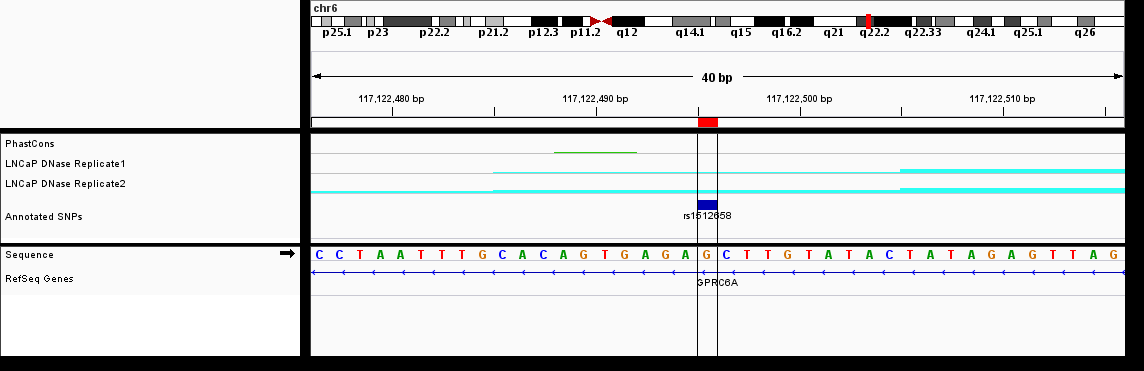 chr6
p25.1 p23 p22.2 p21.2 p12.3 p11.2 q12 q14.1 q15 q16.2 q21 q22.2 q22.33 q24.1 q25.1 q26
40 bp
117,122,480 bp 117,122,490 bp 117,122,500 bp 117,122,510 bp
PhastCons
LNCaP DNase Replicate1
LNCaP DNase Replicate2
Annotated SNPs
rs1512658
Sequence C C T A A T T T G C A C A G T G A G A G C T T G T A T A C T A T A G A G T T A G
RefSeq Genes
GPRC6A